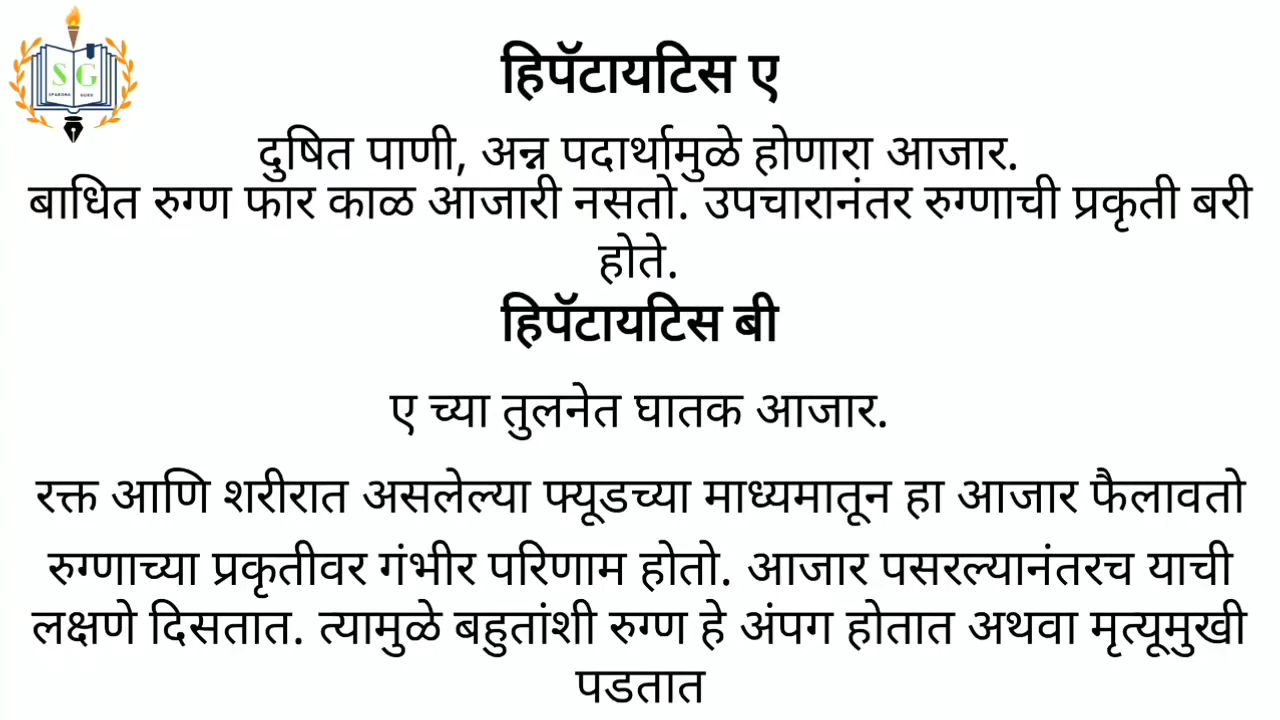 S G
हिपॅटायटिस ए
दुषित पाणी, अन्न पदार्थामुळे होणारा आजार.
बाधित रुग्ण फार काळ आजारी नसतो. उपचारानंतर रुग्णाची प्रकृती बरी
होते.
हिपॅटायटिस बी
ए च्या तुलनेत घातक आजार.
रक्त आणि शरीरात असलेल्या फ्यूडच्या माध्यमातून हा आजार फैलावतो
रुग्णाच्या प्रकृतीवर गंभीर परिणाम होतो. आजार पसरल्यानंतरच याची
लक्षणे दिसतात. त्यामुळे बहुतांशी रुग्ण हे अंपग होतात अथवा मृत्यूमुखी
पडतात